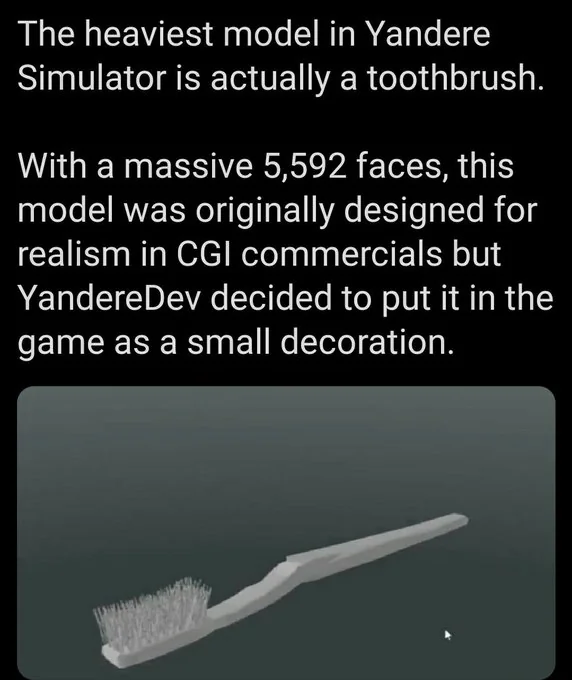 The heaviest model in Yandere
Simulator is actually a toothbrush.
With a massive 5,592 faces, this
model was originally designed for
realism in CGI commercials but
YandereDev decided to put it in the
game as a small decoration.